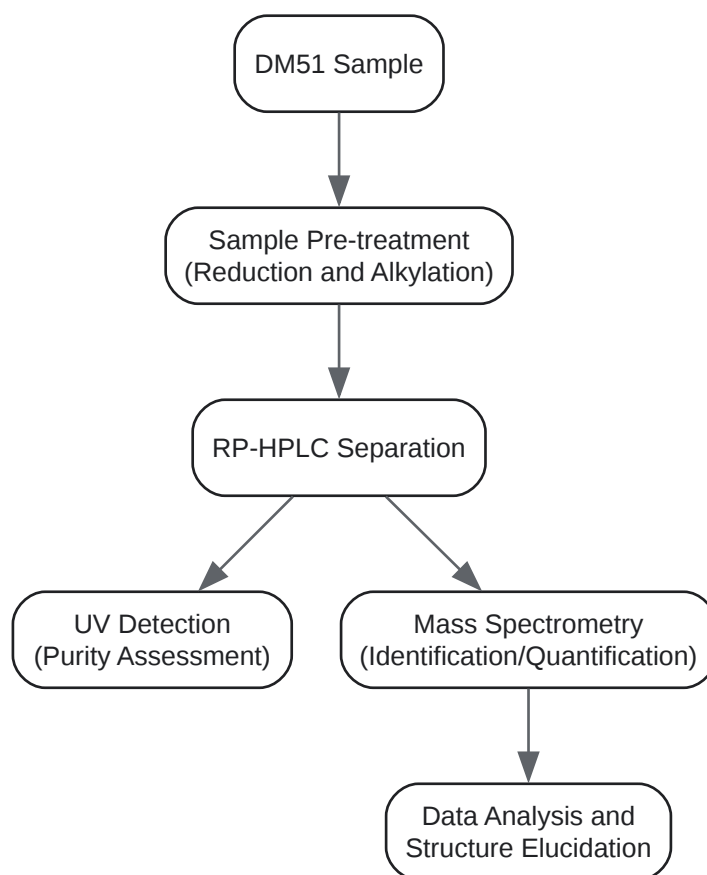 DM51 Sample
Sample Pre-treatment
(Reduction and Alkylation)
RP-HPLC Separation
UV Detection
(Purity Assessment)
Mass Spectrometry
(Identification/Quantification)
Data Analysis and
Structure Elucidation